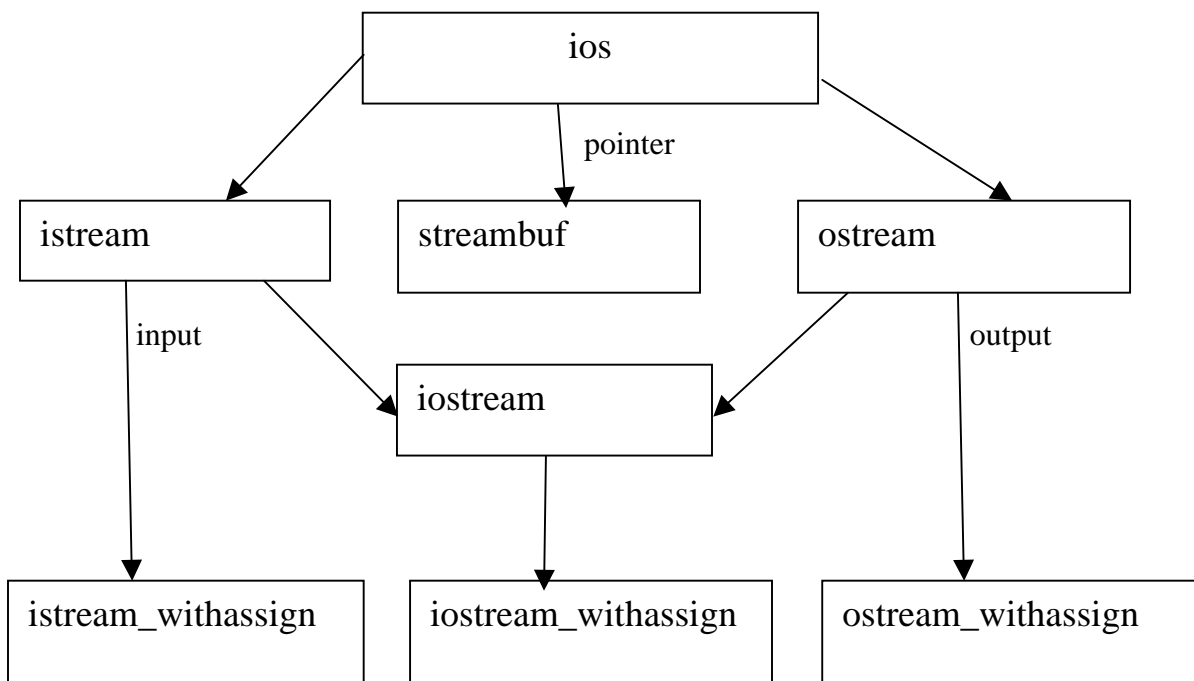 ios
pointer
istream
streambuf
ostream
input
output
iostream
istream_withassign
iostream_withassign
ostream_withassign